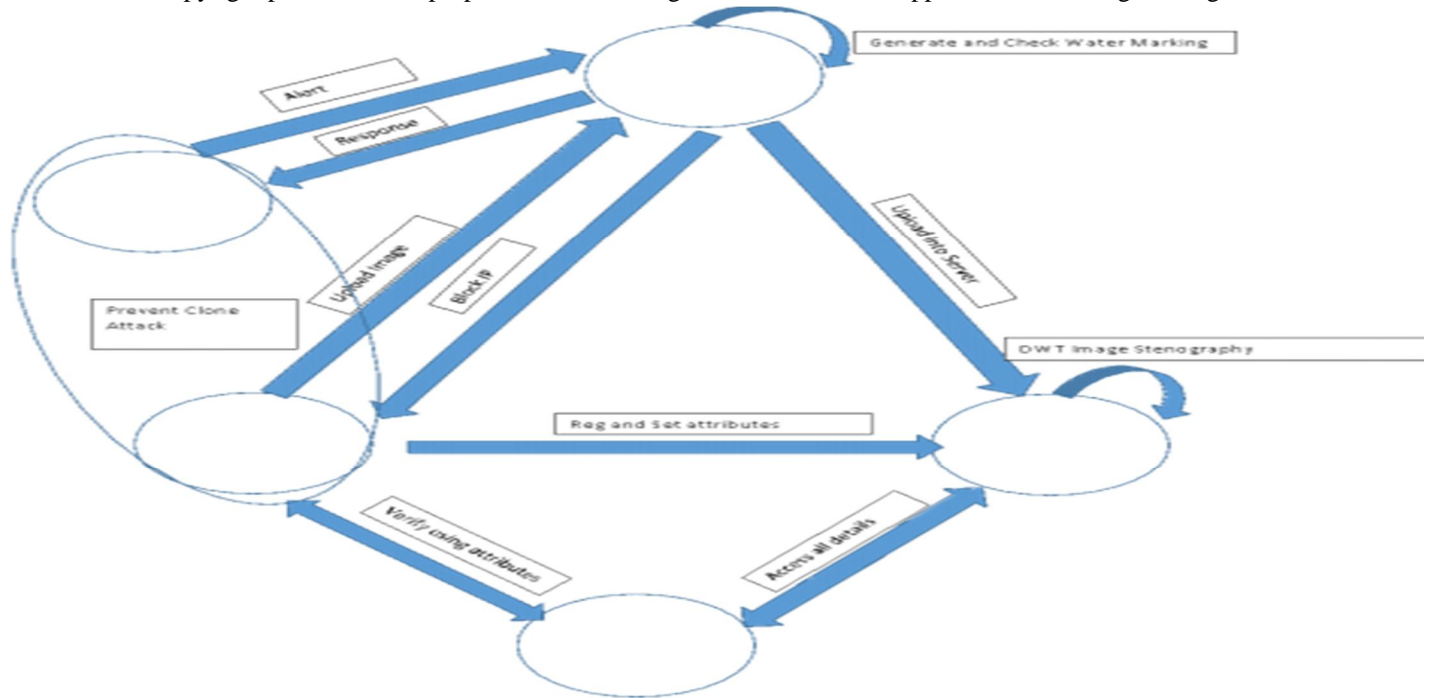 Generate and Check Water Marking
Alert
Response
Upload Image
Block IP
Upload into Server
Prevent Clone
Attack
DWT Image Stenography
Reg and Set attributes
Verify using attributes
Access all details